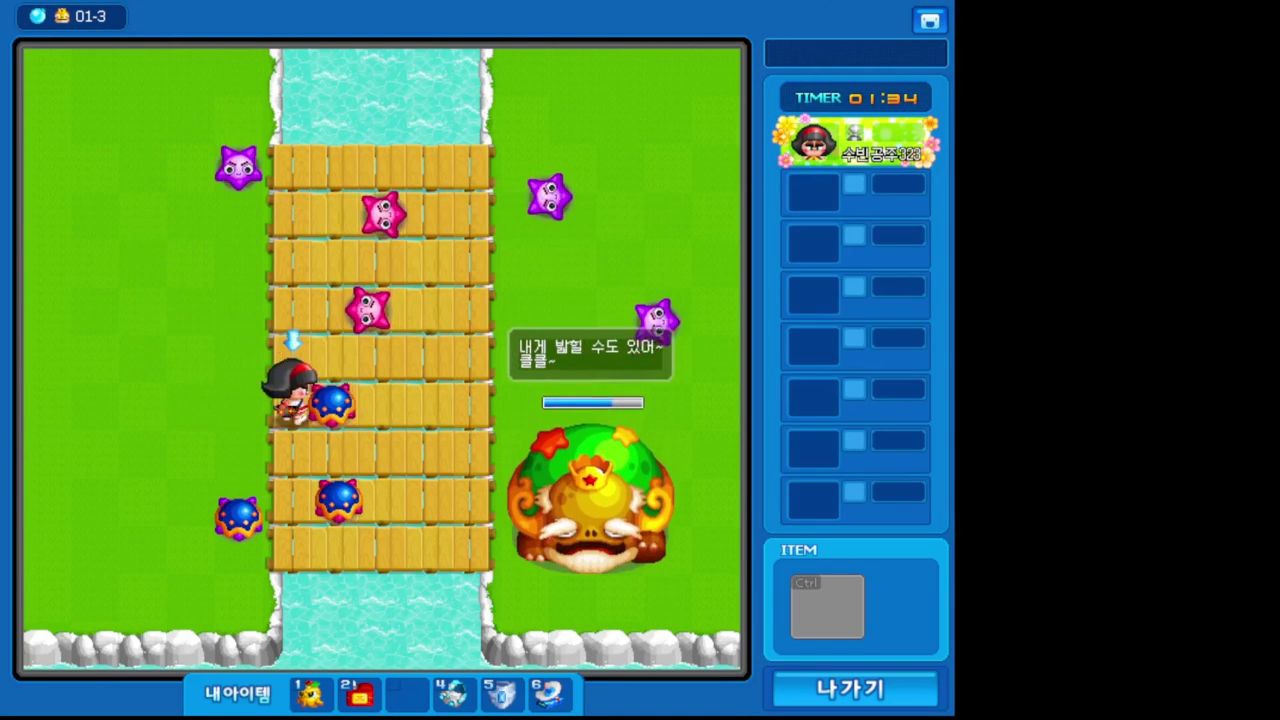 01-3
TIMER 01:34
수빈공주323
내게 밟힐 수도 있어~
클클~
ITEM
Ctrl
내아이템
1 2 4 5 6
나가기